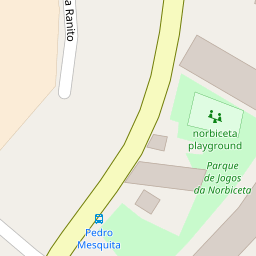 a Ranito
norbiceta
playground
Parque
de Jogos
da Norbiceta
Pedro
Mesquita